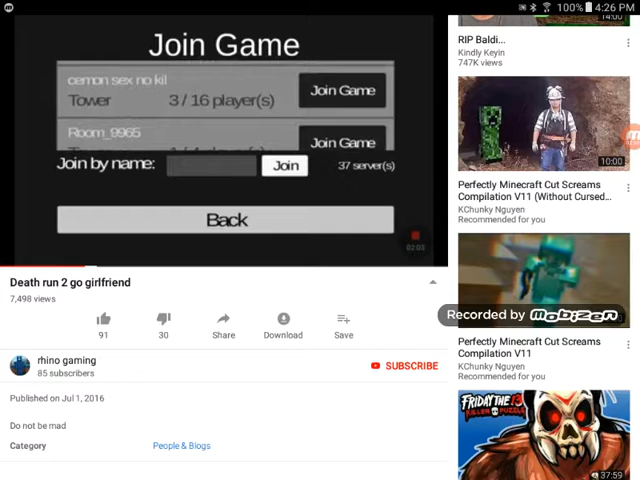 100% 4:26 PM
Join Game
cemon sex no kil
Tower 3 / 16 player(s)
Join Game
Room_9965
Join Game
Join by name:
Join
37 server(s)
Back
02:03
Death run 2 go girlfriend
7,498 views
91
30
Share
Download
Save
rhino gaming
85 subscribers
SUBSCRIBE
Published on Jul 1, 2016
Do not be mad
Category People & Blogs
14:00
RIP Baldi...
Kindly Keyin
747K views
10:00
Perfectly Minecraft Cut Screams
Compilation V11 (Without Cursed...
KChunky Nguyen
Recommended for you
Recorded by mobizen
Perfectly Minecraft Cut Screams
Compilation V11
KChunky Nguyen
Recommended for you
FRIDAY THE 13
KILLER PUZZLE
37:59